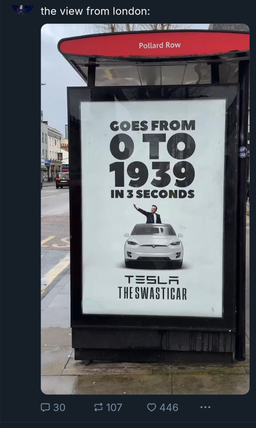 the view from london:
Pollard Row
GOES FROM
0 TO
1939
IN 3 SECONDS
TESLA
THE SWASTICAR
30
107
446